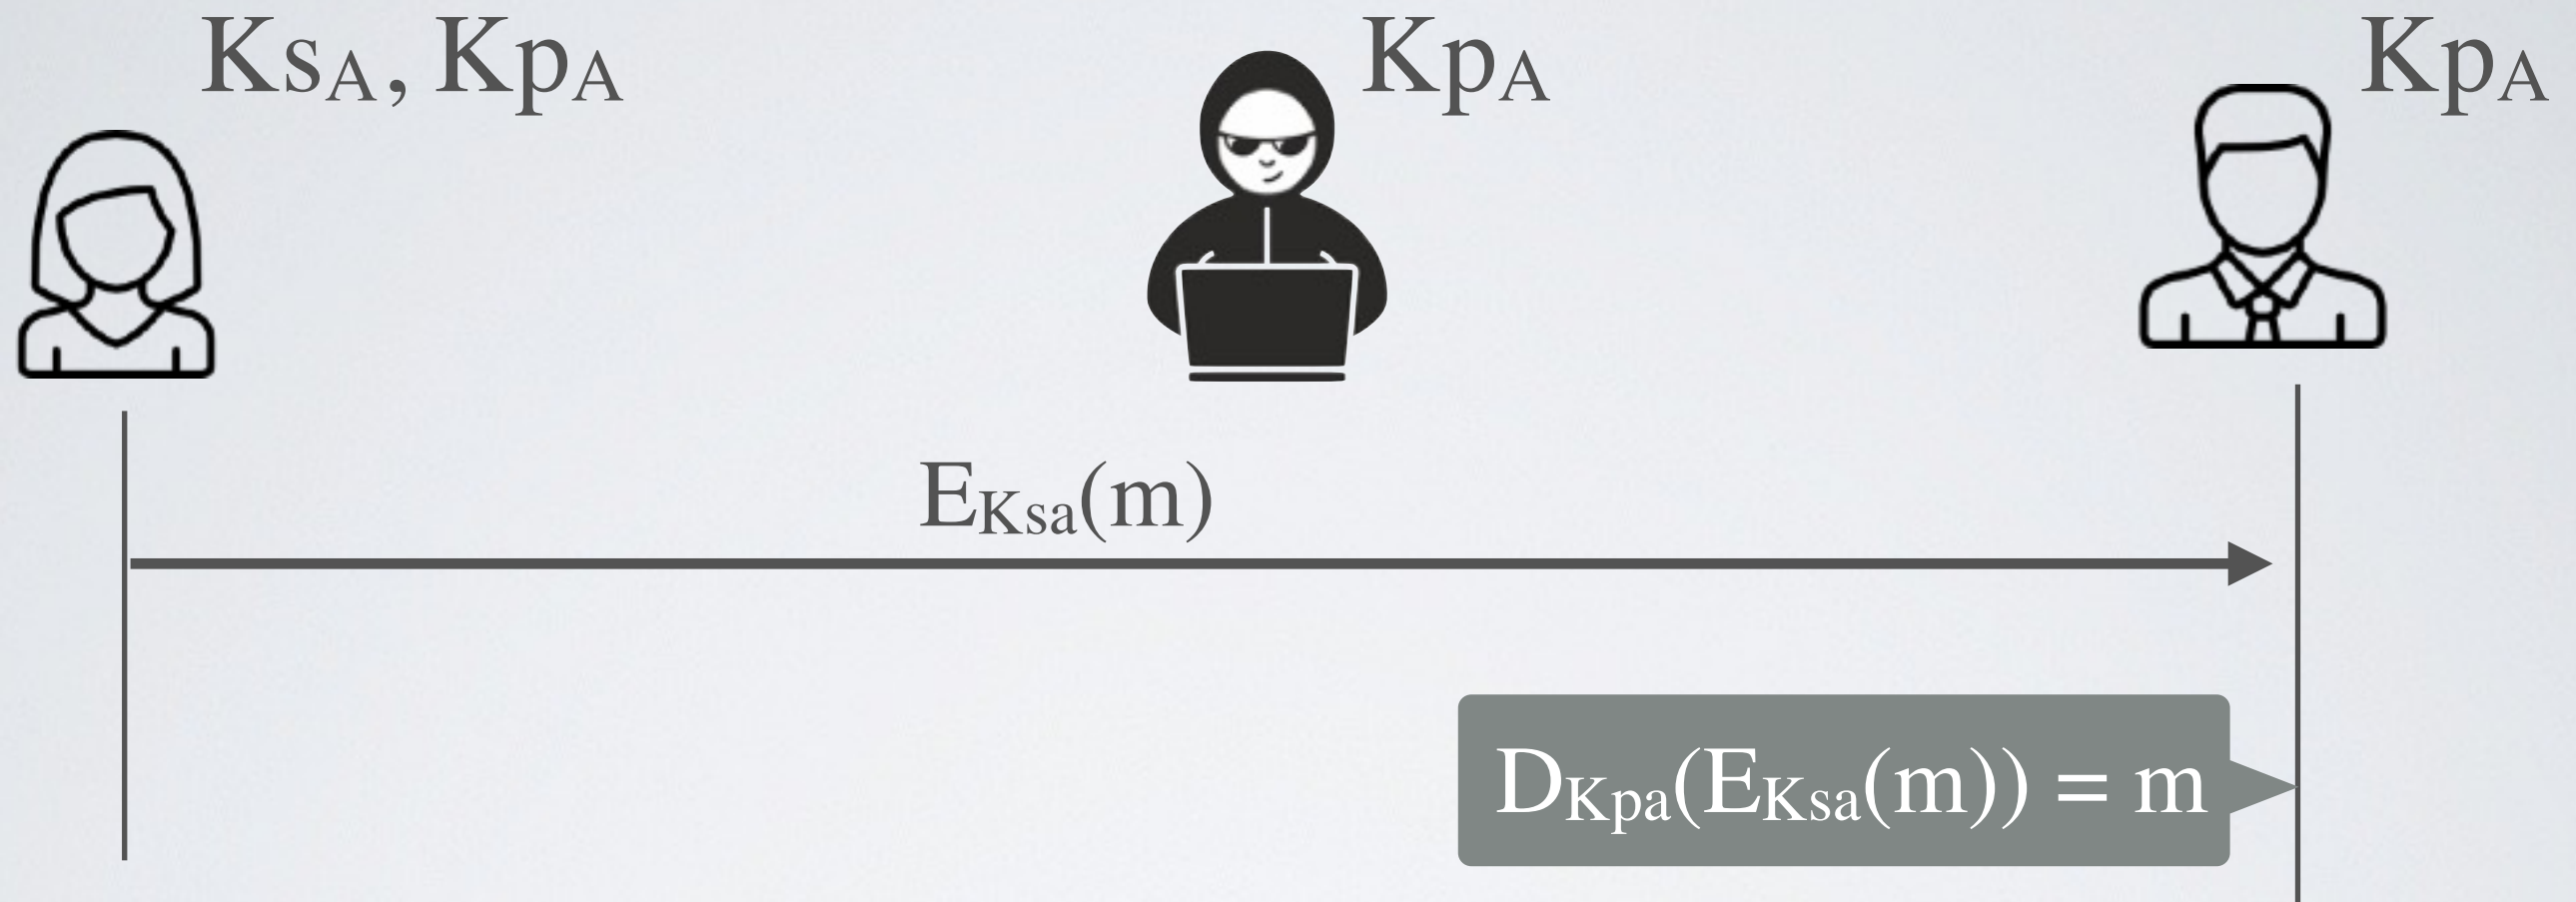 KsA, KpA
KpA
KpA
EKsa(m)
DKpa(EKsa(m)) = m